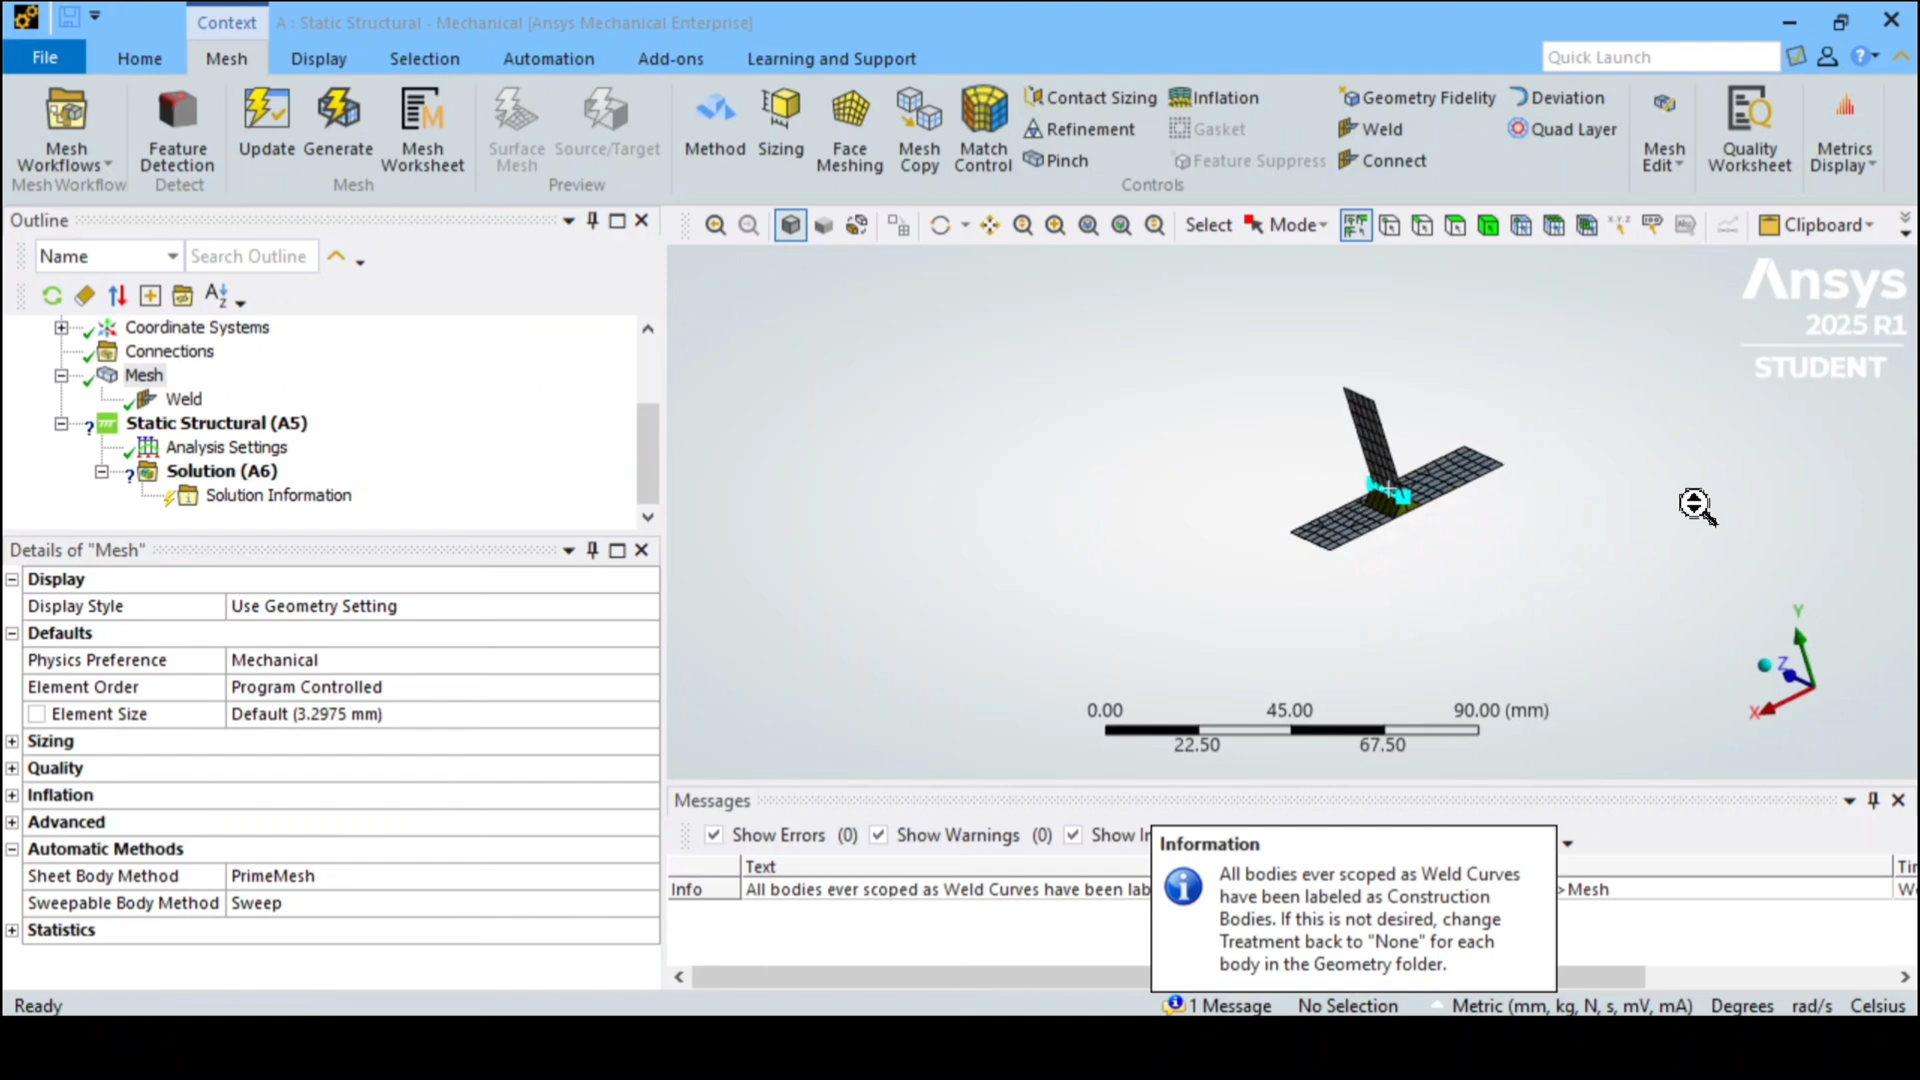 Context A : Static Structural - Mechanical [Ansys Mechanical Enterprise]
File Home Mesh Display Selection Automation Add-ons Learning and Support Quick Launch
Mesh Workflows
Feature Detection
Update
Generate
Mesh Worksheet
Surface Mesh
Source/Target
Method
Sizing
Face Meshing
Mesh Copy
Match Control
Contact Sizing
Refinement
Pinch
Inflation
Gasket
Feature Suppress
Geometry Fidelity
Weld
Connect
Deviation
Quad Layer
Mesh Edit
Quality Worksheet
Metrics Display
Mesh Workflow Detect Mesh Preview Controls
Outline
Name Search Outline
Select Mode Clipboard
Coordinate Systems
Connections
Mesh
Weld
Static Structural (A5)
Analysis Settings
Solution (A6)
Solution Information
Details of "Mesh"
Display
Display Style Use Geometry Setting
Defaults
Physics Preference Mechanical
Element Order Program Controlled
Element Size Default (3.2975 mm)
Sizing
Quality
Inflation
Advanced
Automatic Methods
Sheet Body Method PrimeMesh
Sweepable Body Method Sweep
Statistics
Ansys
2025 R1
STUDENT
Y
Z
X
0.00 45.00 90.00 (mm)
22.50 67.50
Messages
Show Errors (0) Show Warnings (0) Show
Text
Info All bodies ever scoped as Weld Curves have been >Mesh
Information
All bodies ever scoped as Weld Curves
have been labeled as Construction
Bodies. If this is not desired, change
Treatment back to "None" for each
body in the Geometry folder.
Ready 1 Message No Selection Metric (mm, kg, N, s, mV, mA) Degrees rad/s Celsius